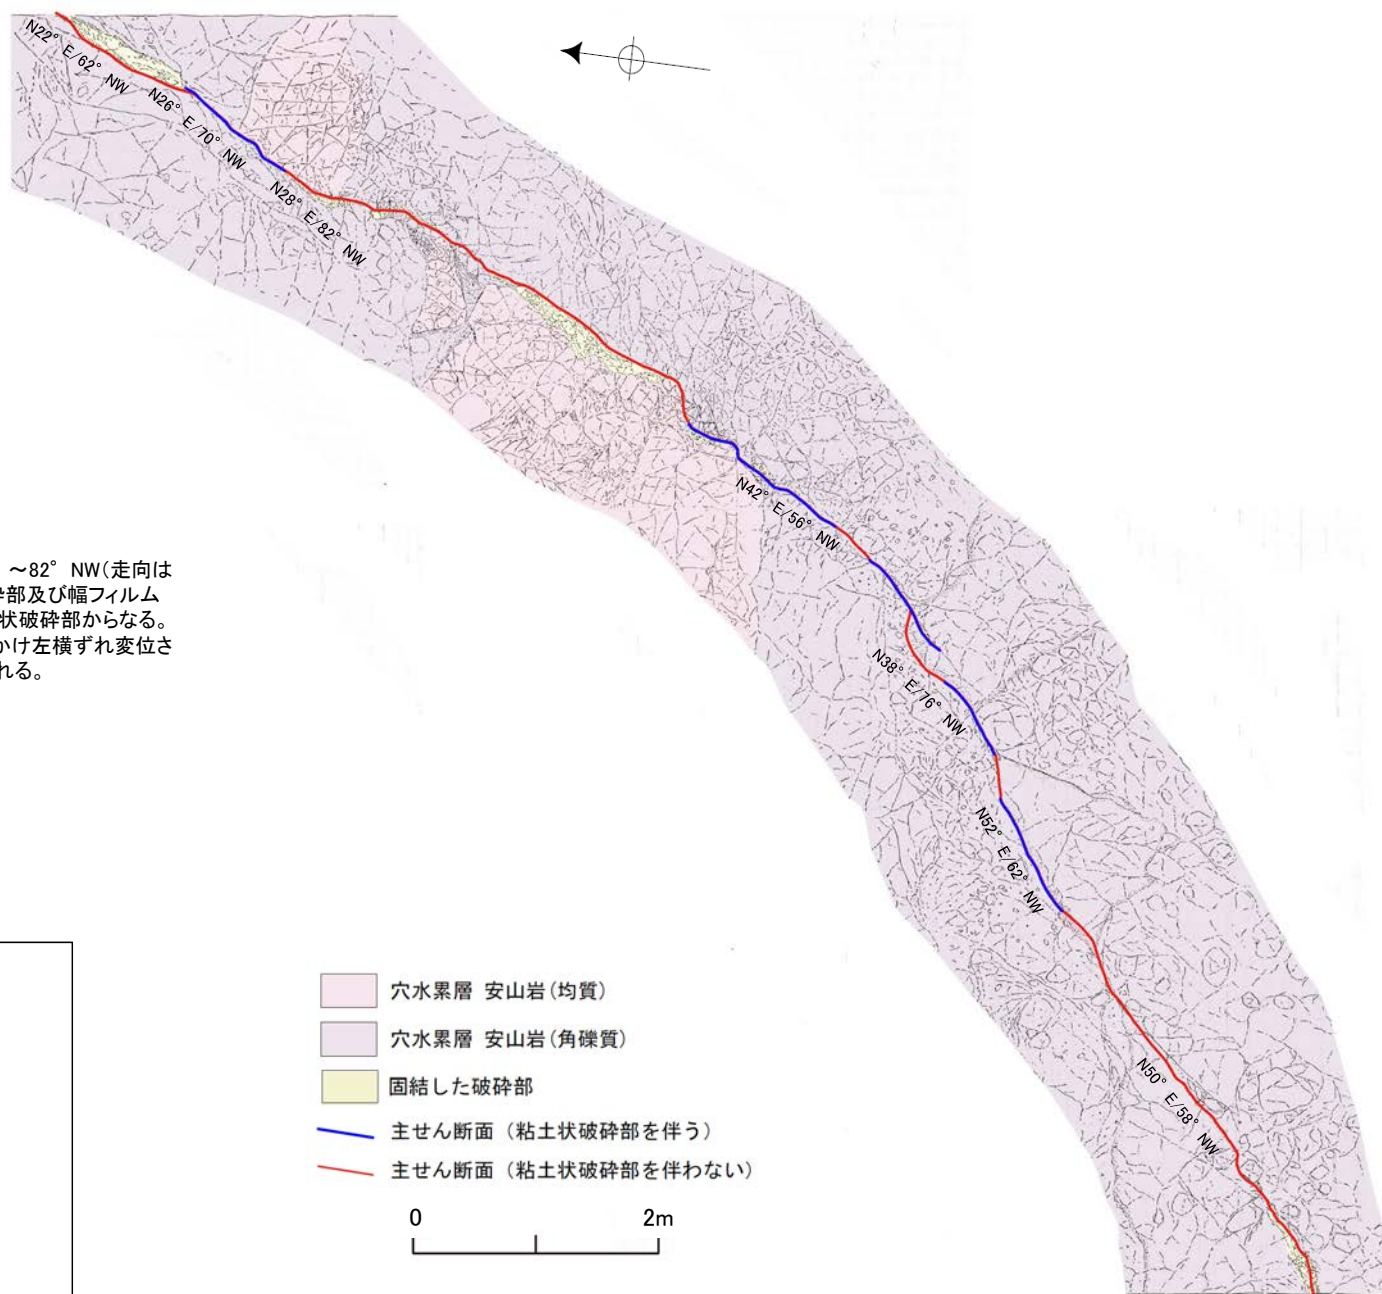 N22° E/62° NW
N26° E/70° NW
N28° E/82° NW
N42° E/56° NW
～82° NW(走向は
砕部及び幅フィルム
状破砕部からなる。
かけ左横ずれ変位さ
れる。
N38° E/76° NW
N52° E/62° NW
穴水累層 安山岩(均質)
穴水累層 安山岩(角礫質)
固結した破砕部
主せん断面 (粘土状破砕部を伴う)
主せん断面 (粘土状破砕部を伴わない)
N50° E/58° NW
0 2m